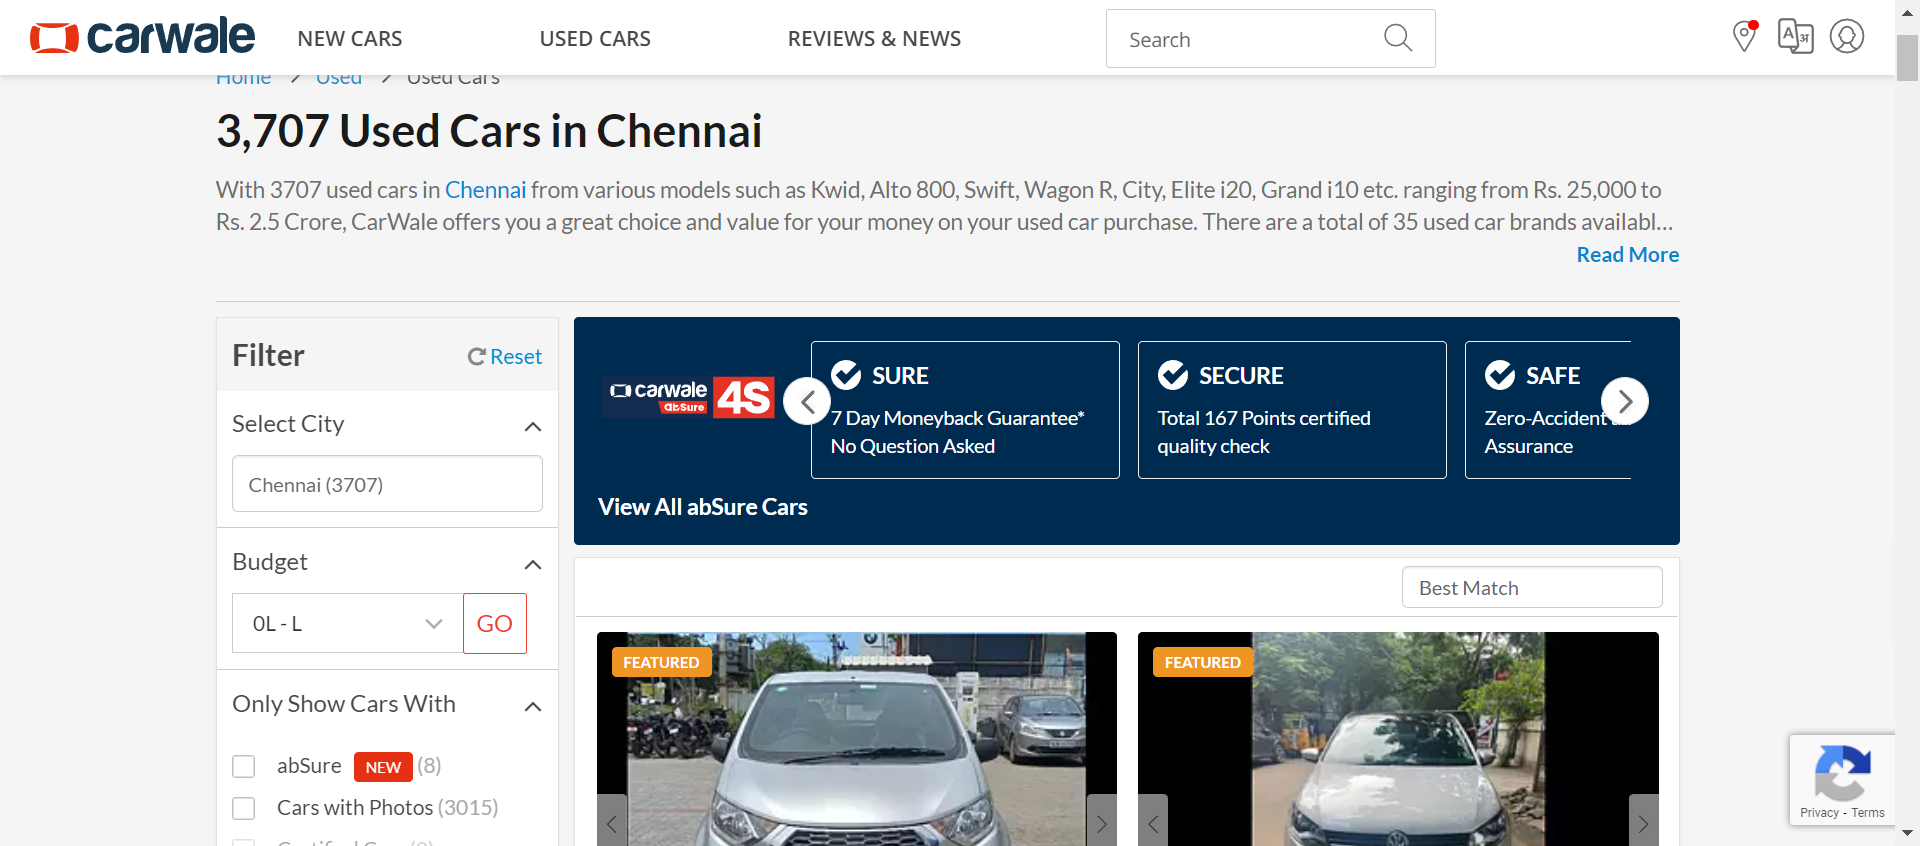 carwale NEW CARS USED CARS REVIEWS & NEWS Search
Home Used Used Cars
3,707 Used Cars in Chennai
With 3707 used cars in Chennai from various models such as Kwid, Alto 800, Swift, Wagon R, City, Elite i20, Grand i10 etc. ranging from Rs. 25,000 to
Rs. 2.5 Crore, CarWale offers you a great choice and value for your money on your used car purchase. There are a total of 35 used car brands availabl...
Read More
Filter
Reset
Select City
Chennai (3707)
Budget
0L - L
GO
Only Show Cars With
abSure NEW (8)
Cars with Photos (3015)
carwale
abSure
4S
SURE
7 Day Moneyback Guarantee*
No Question Asked
SECURE
Total 167 Points certified
quality check
SAFE
Zero-Accident
Assurance
View All abSure Cars
Best Match
FEATURED
FEATURED
Privacy - Terms